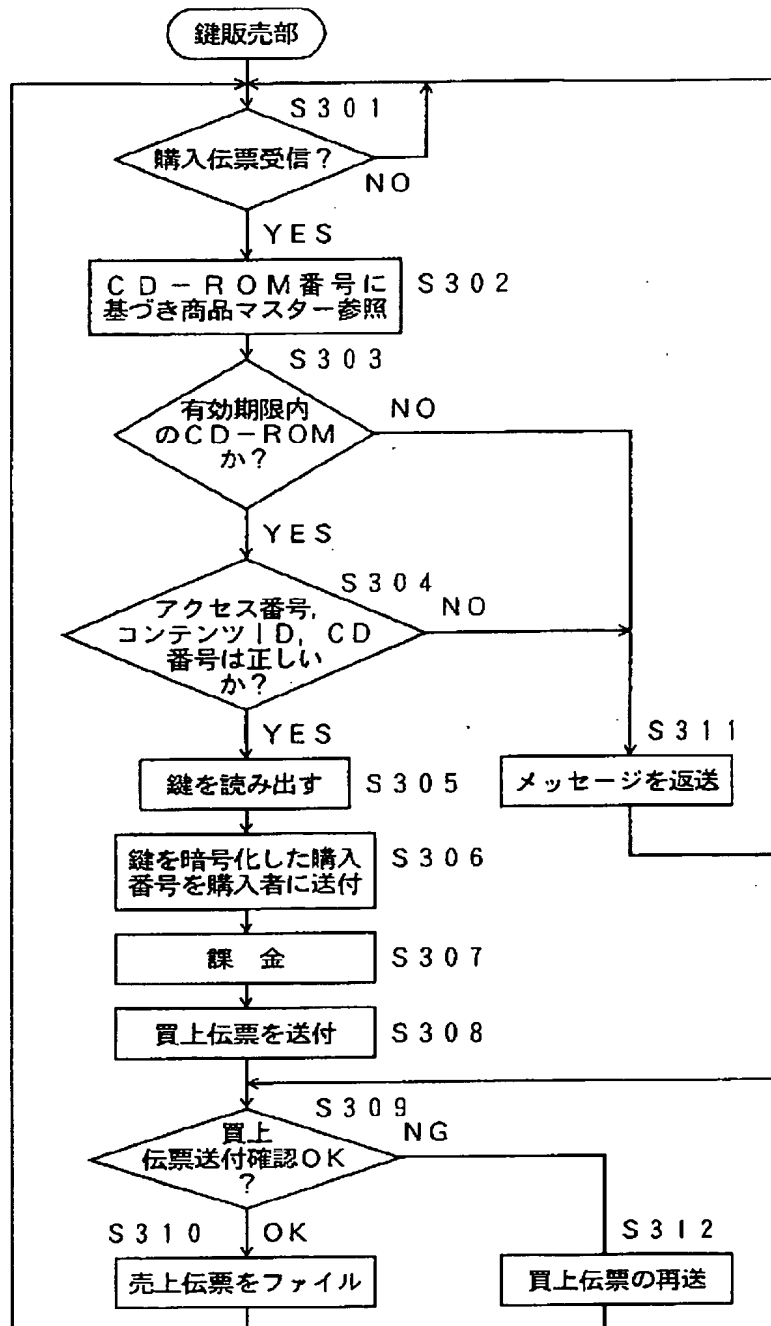 鍵販売部
S301
購入伝票受信?
NO
YES
CD-ROM番号に
基づき商品マスター参照
S302
S303
有効期限内
のCD-ROM
か?
NO
YES
S304
アクセス番号,
コンテンツID, CD
番号は正しい
か?
NO
YES
S311
鍵を読み出す
S305
メッセージを返送
鍵を暗号化した購入
番号を購入者に送付
S306
課 金
S307
買上伝票を送付
S308
S309
買上
伝票送付確認OK
?
NG
S310
OK
S312
売上伝票をファイル
買上伝票の再送